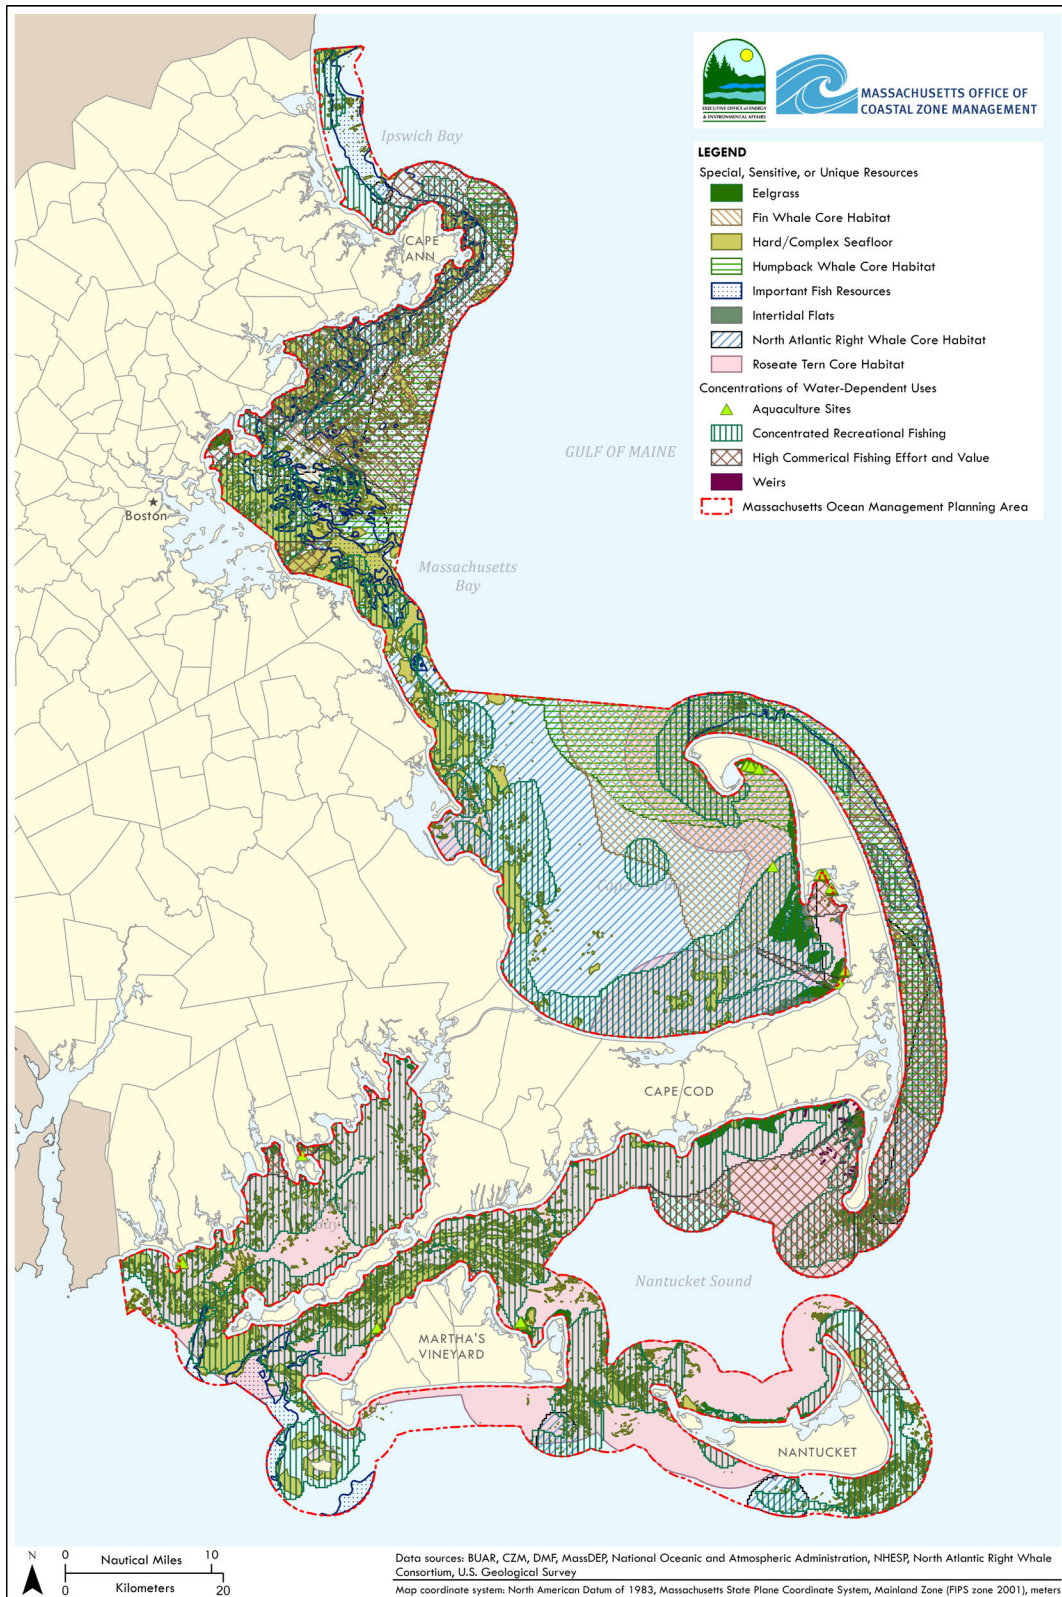 EXECUTIVE OFFICE of ENERGY
& ENVIRONMENTAL AFFAIRS
MASSACHUSETTS OFFICE OF
COASTAL ZONE MANAGEMENT
LEGEND
Special, Sensitive, or Unique Resources
Eelgrass
Fin Whale Core Habitat
Hard/Complex Seafloor
Humpback Whale Core Habitat
Important Fish Resources
Intertidal Flats
North Atlantic Right Whale Core Habitat
Roseate Tern Core Habitat
Concentrations of Water-Dependent Uses
Aquaculture Sites
Concentrated Recreational Fishing
High Commerical Fishing Effort and Value
Weirs
Massachusetts Ocean Management Planning Area
Ipswich Bay
CAPE
ANN
GULF OF MAINE
Boston
Massachusetts
Bay
Cape
CAPE COD
Bay
Nantucket Sound
MARTHA'S
VINEYARD
NANTUCKET
N
0 10
Nautical Miles
Kilometers
0 20
Data sources: BUAR, CZM, DMF, MassDEP, National Oceanic and Atmospheric Administration, NHESP, North Atlantic Right Whale
Consortium, U.S. Geological Survey
Map coordinate system: North American Datum of 1983, Massachusetts State Plane Coordinate System, Mainland Zone (FIPS zone 2001), meters